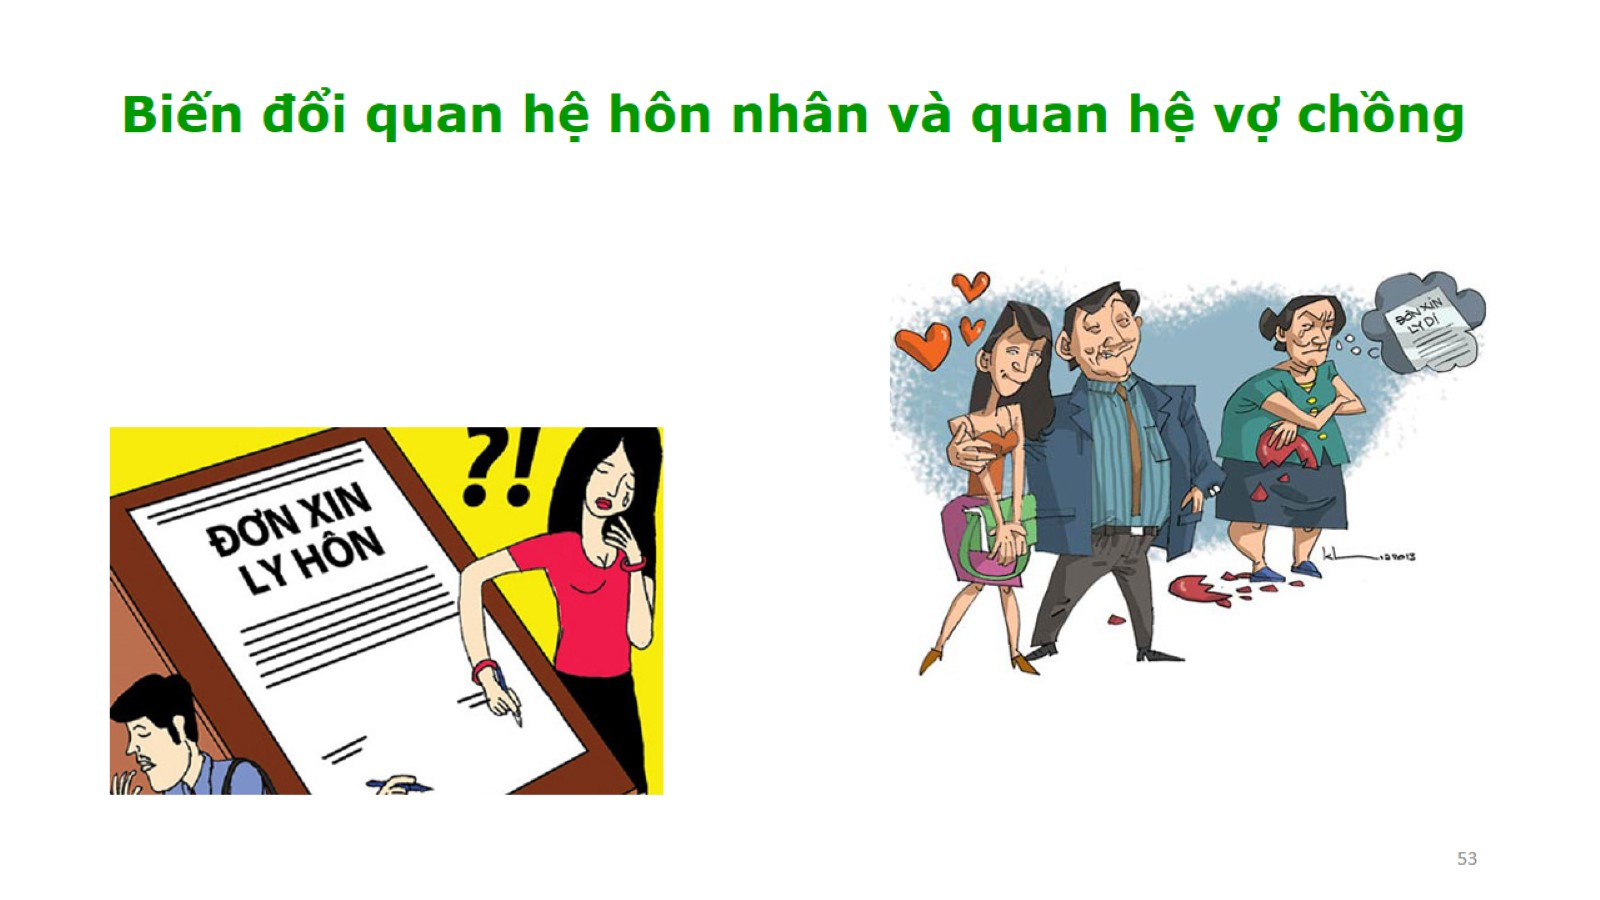 Biến đổi quan hệ hôn nhân và quan hệ vợ chồng
ĐƠN XIN
LY HÔN
?!
ĐƠN XIN
LY DỊ
53